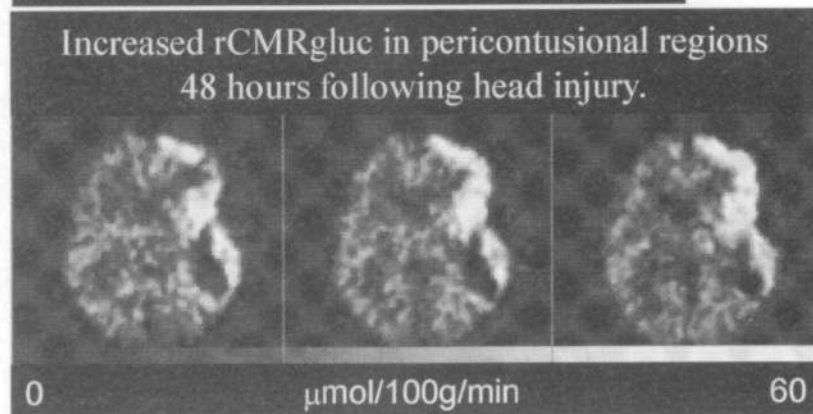 Increased rCMRgluc in pericontusional regions
48 hours following head injury.
0 μmol/100g/min 60